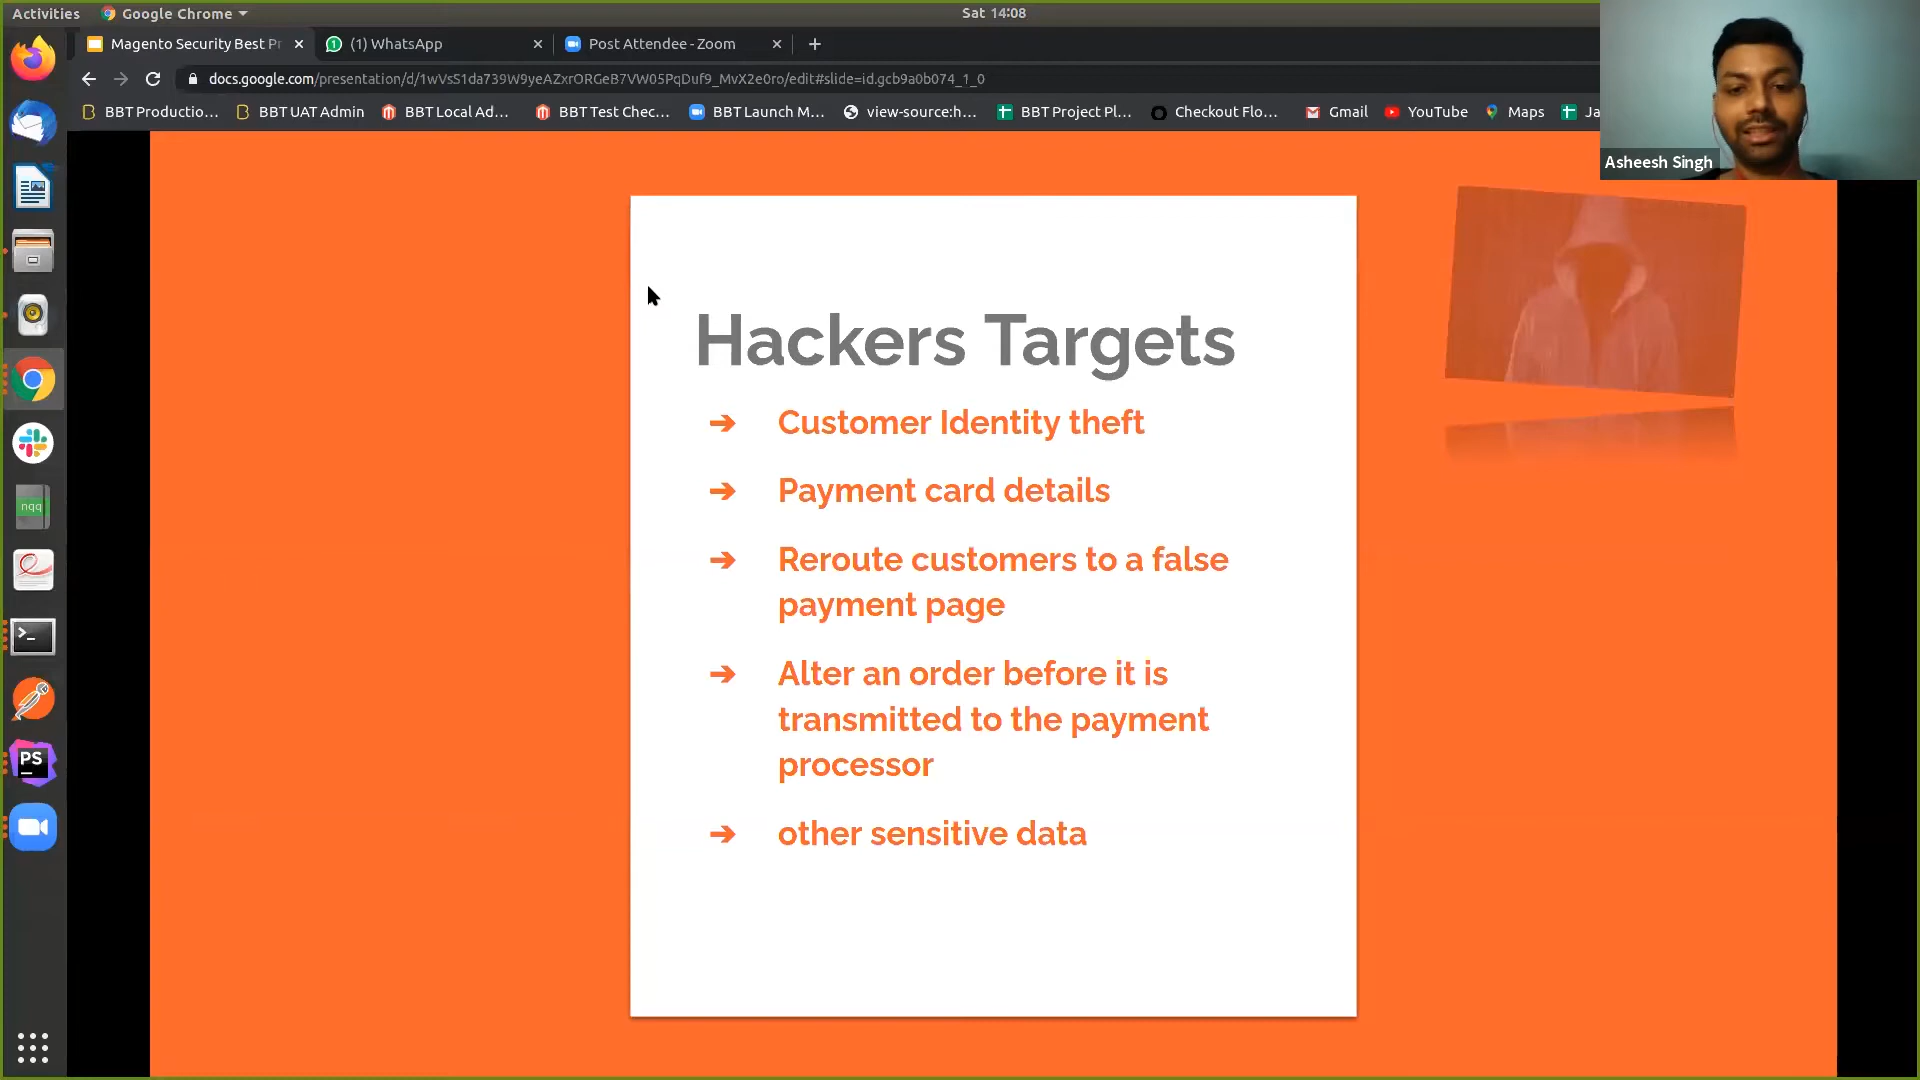 Activities
Google Chrome
Sat 14:08
Magento Security Best Pr
(1) WhatsApp
Post Attendee - Zoom
docs.google.com/presentation/d/1wVsS1da739W9yeAZxrORGeB7VW05PqDuf9_MvX2e0ro/edit#slide=id.gcb9a0b074_1_0
BBT Productio...
BBT UAT Admin
BBT Local Ad...
BBT Test Chec...
BBT Launch M...
view-source:h...
BBT Project Pl...
Checkout Flo...
Gmail
YouTube
Maps
Ja
Asheesh Singh
Hackers Targets
➔ Customer Identity theft
➔ Payment card details
➔ Reroute customers to a false
payment page
➔ Alter an order before it is
transmitted to the payment
processor
➔ other sensitive data
nqq
PS